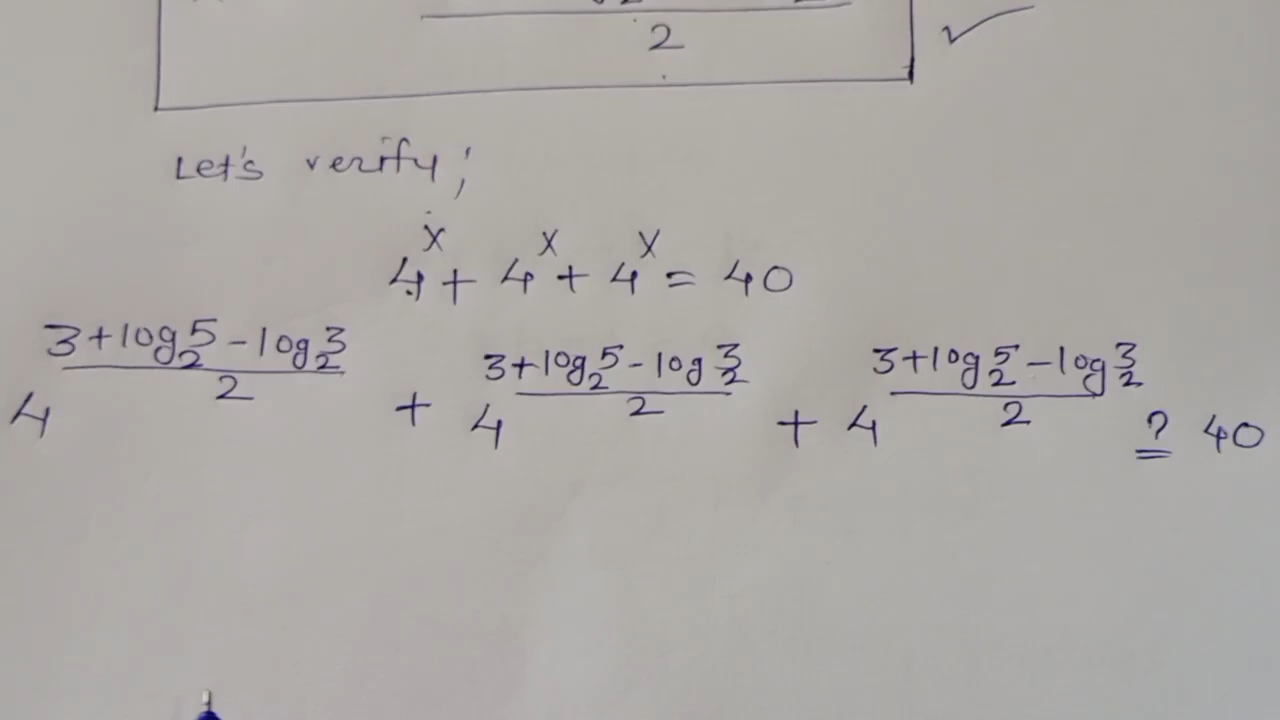 2
Let's verify;
4^x + 4^x + 4^x = 40
4^((3+log_2 5 - log_2 3)/2) + 4^((3+log_2 5 - log_2 3)/2) + 4^((3+log_2 5 - log_2 3)/2) ?= 40